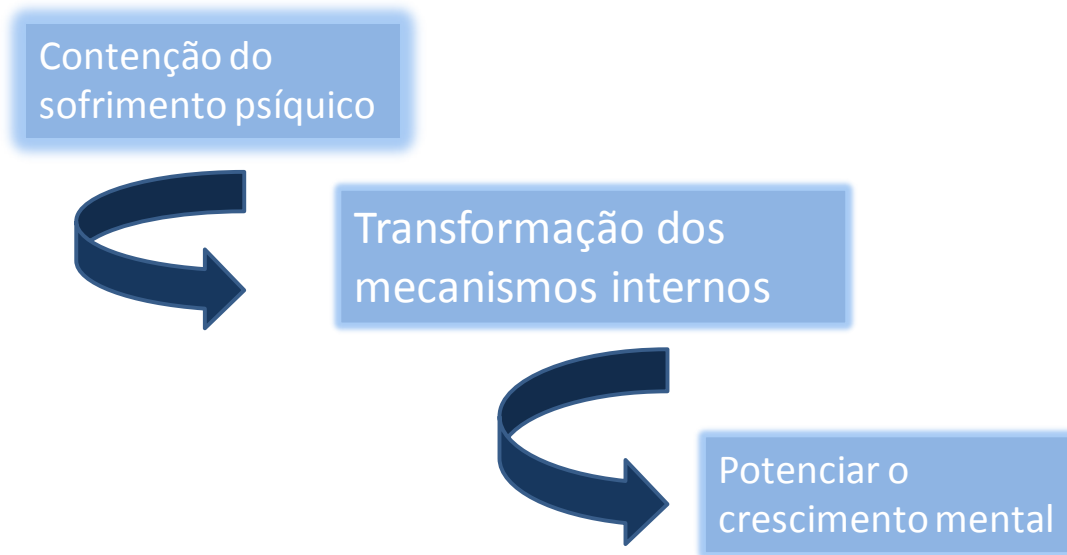 Contenção do
sofrimento psíquico
Transformação dos
mecanismos internos
Potenciar o
crescimento mental